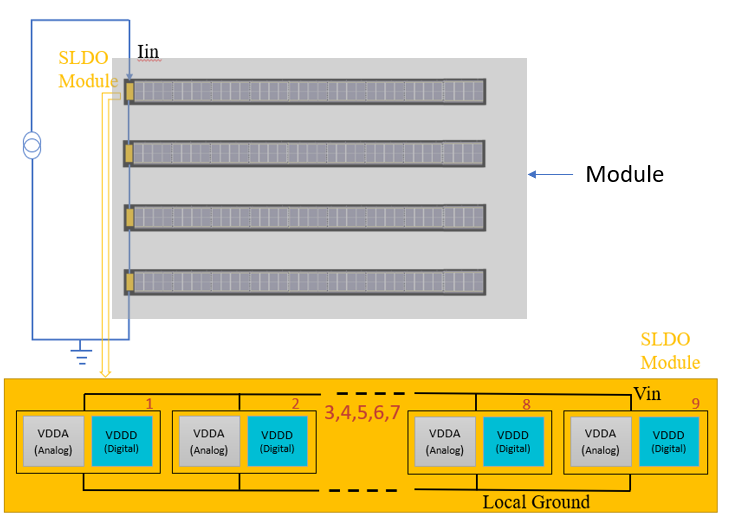 Iin
SLDO
Module
Module
SLDO
Module
Vin
1
2
3,4,5,6,7
8
9
VDDA
(Analog)
VDDD
(Digital)
VDDA
(Analog)
VDDD
(Digital)
VDDA
(Analog)
VDDD
(Digital)
VDDA
(Analog)
VDDD
(Digital)
Local Ground